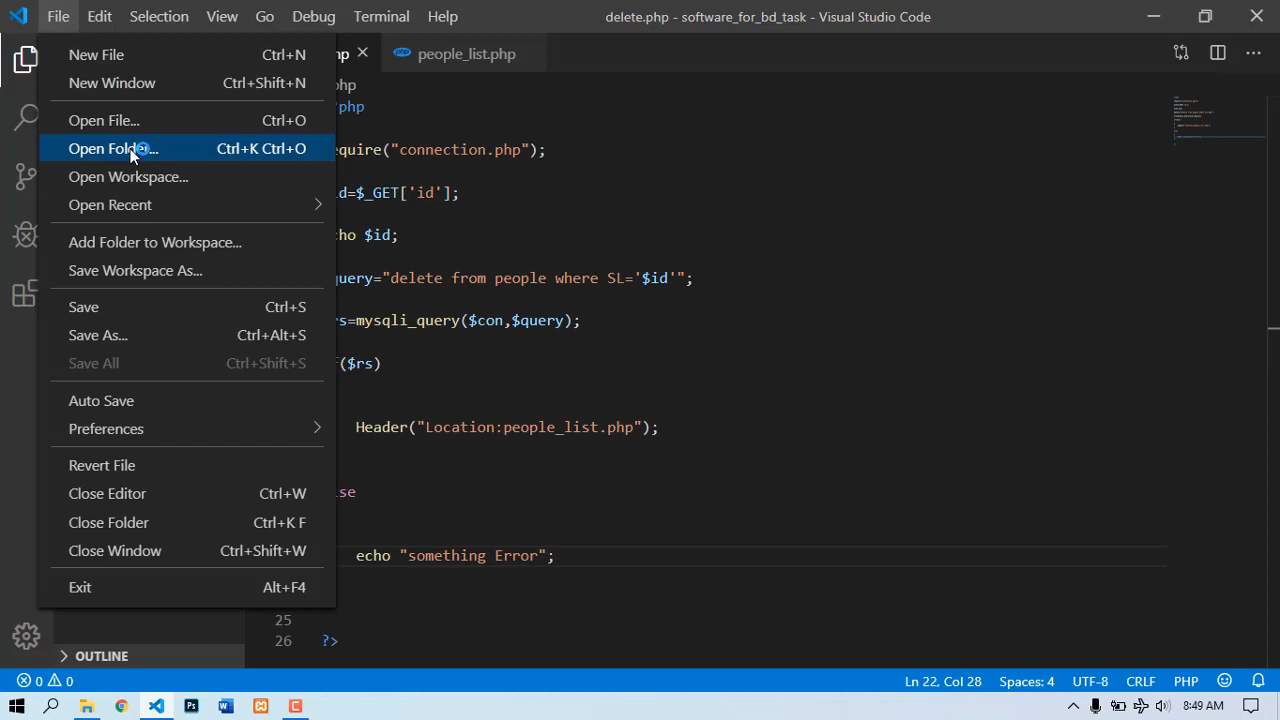 File Edit Selection View Go Debug Terminal Help delete.php - software_for_bd_task - Visual Studio Code
New File Ctrl+N
New Window Ctrl+Shift+N
Open File... Ctrl+O
Open Folder... Ctrl+K Ctrl+O
Open Workspace...
Open Recent
Add Folder to Workspace...
Save Workspace As...
Save Ctrl+S
Save As... Ctrl+Alt+S
Save All Ctrl+Shift+S
Auto Save
Preferences
Revert File
Close Editor Ctrl+W
Close Folder Ctrl+K F
Close Window Ctrl+Shift+W
Exit Alt+F4
hp people_list.php
php
?php
equire("connection.php");
id=$_GET['id'];
cho $id;
query="delete from people where SL='$id'";
rs=mysqli_query($con,$query);
f($rs)
Header("Location:people_list.php");
lse
echo "something Error";
25
26 ?>
OUTLINE
0 0 Ln 22, Col 28 Spaces: 4 UTF-8 CRLF PHP
8:49 AM